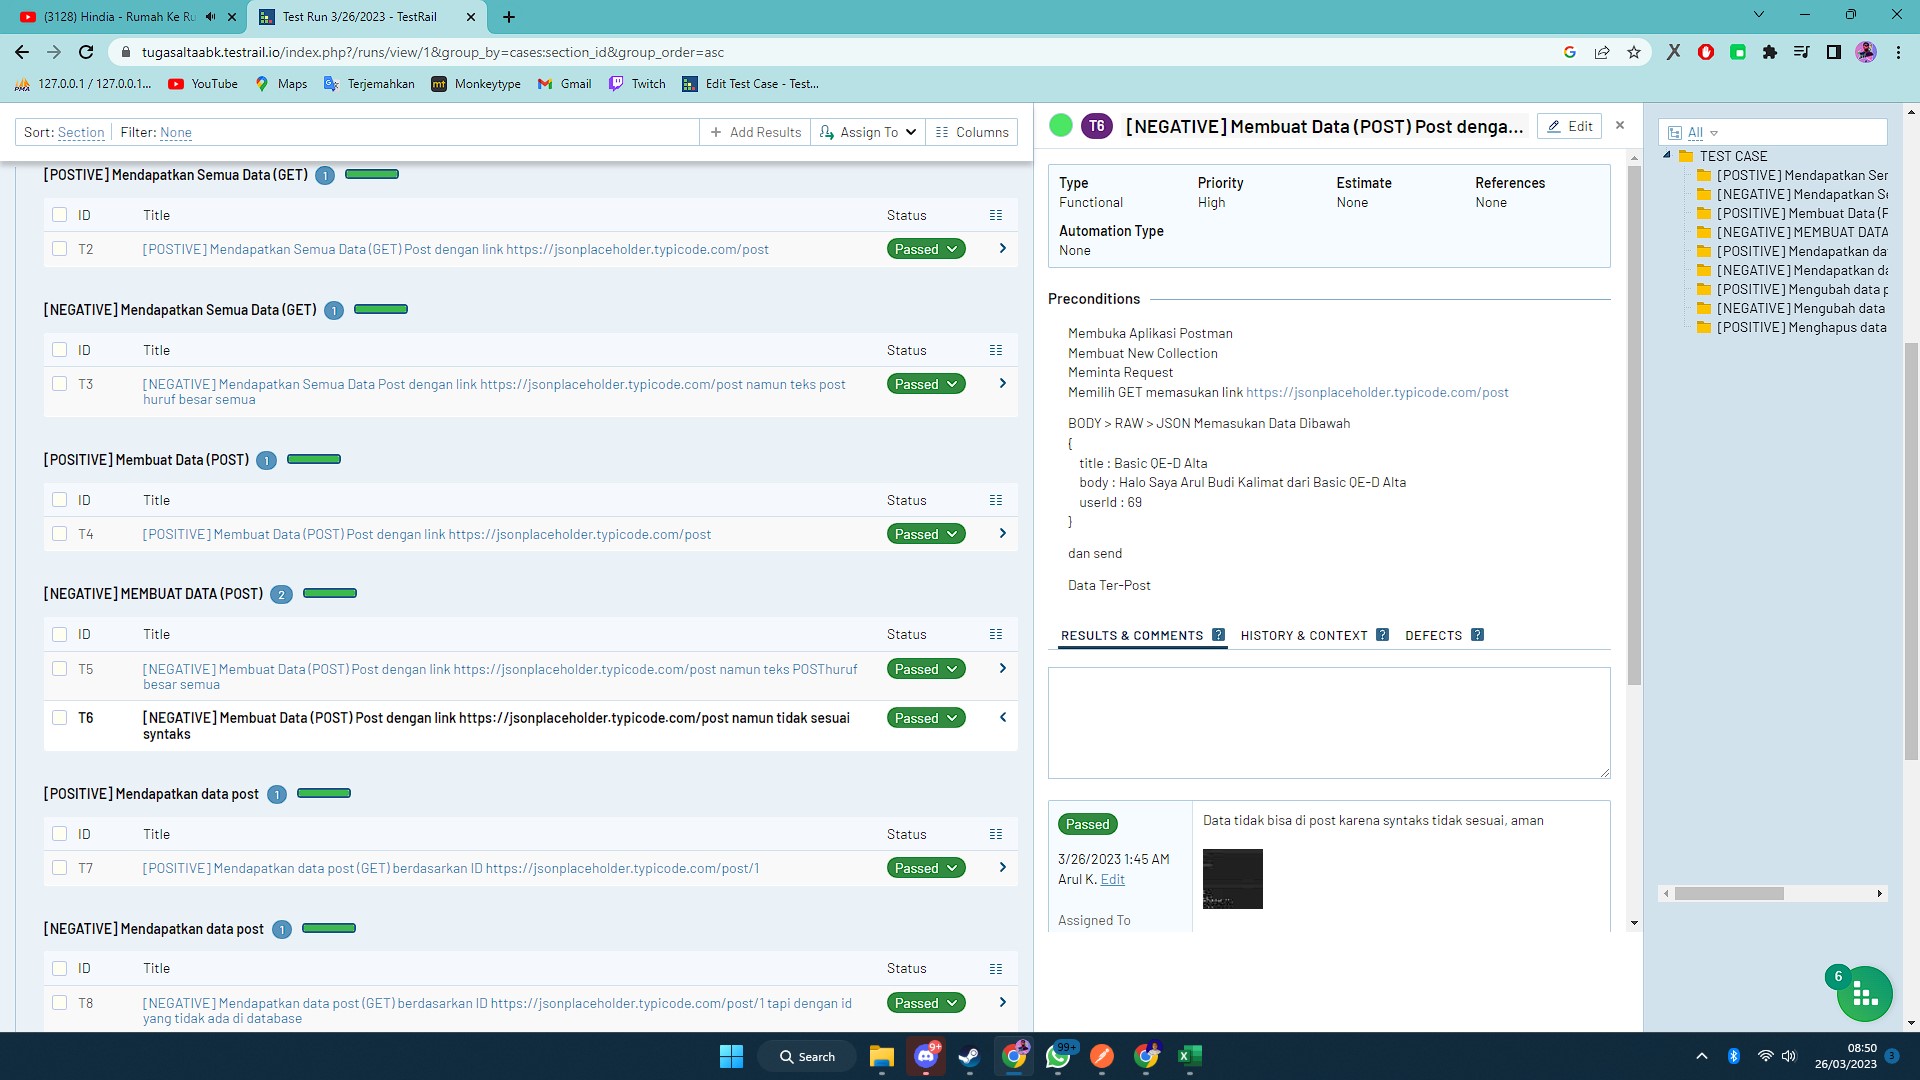 (3128) Hindia - Rumah Ke Ru
Test Run 3/26/2023 - TestRail
tugasaltaabk.testrail.io/index.php?/runs/view/1&group_by=cases:section_id&group_order=asc
127.0.0.1 / 127.0.0.1...
YouTube
Maps
Terjemahkan
Monkeytype
Gmail
Twitch
Edit Test Case - Test...
Sort: Section
Filter: None
Add Results
Assign To
Columns
[POSTIVE] Mendapatkan Semua Data (GET) 1
ID Title Status
T2 [POSTIVE] Mendapatkan Semua Data (GET) Post dengan link https://jsonplaceholder.typicode.com/post Passed
[NEGATIVE] Mendapatkan Semua Data (GET) 1
ID Title Status
T3 [NEGATIVE] Mendapatkan Semua Data Post dengan link https://jsonplaceholder.typicode.com/post namun teks post Passed
huruf besar semua
[POSITIVE] Membuat Data (POST) 1
ID Title Status
T4 [POSITIVE] Membuat Data (POST) Post dengan link https://jsonplaceholder.typicode.com/post Passed
[NEGATIVE] MEMBUAT DATA (POST) 2
ID Title Status
T5 [NEGATIVE] Membuat Data (POST) Post dengan link https://jsonplaceholder.typicode.com/post namun teks POSThuruf Passed
besar semua
T6 [NEGATIVE] Membuat Data (POST) Post dengan link https://jsonplaceholder.typicode.com/post namun tidak sesuai Passed
syntaks
[POSITIVE] Mendapatkan data post 1
ID Title Status
T7 [POSITIVE] Mendapatkan data post (GET) berdasarkan ID https://jsonplaceholder.typicode.com/post/1 Passed
[NEGATIVE] Mendapatkan data post 1
ID Title Status
T8 [NEGATIVE] Mendapatkan data post (GET) berdasarkan ID https://jsonplaceholder.typicode.com/post/1 tapi dengan id Passed
yang tidak ada di database
T6 [NEGATIVE] Membuat Data (POST) Post denga...
Edit
Type Priority Estimate References
Functional High None None
Automation Type
None
Preconditions
Membuka Aplikasi Postman
Membuat New Collection
Meminta Request
Memilih GET memasukan link https://jsonplaceholder.typicode.com/post
BODY > RAW > JSON Memasukan Data Dibawah
{
title : Basic QE-D Alta
body : Halo Saya Arul Budi Kalimat dari Basic QE-D Alta
userId : 69
}
dan send
Data Ter-Post
RESULTS & COMMENTS ? HISTORY & CONTEXT ? DEFECTS ?
Passed
3/26/2023 1:45 AM
Arul K. Edit
Assigned To
Data tidak bisa di post karena syntaks tidak sesuai, aman
All
TEST CASE
[POSTIVE] Mendapatkan Ser
[NEGATIVE] Mendapatkan Se
[POSITIVE] Membuat Data (F
[NEGATIVE] MEMBUAT DATA
[POSITIVE] Mendapatkan da
[NEGATIVE] Mendapatkan da
[POSITIVE] Mengubah data p
[NEGATIVE] Mengubah data
[POSITIVE] Menghapus data
6
Search
9+
99+
08:50
26/03/2023
3